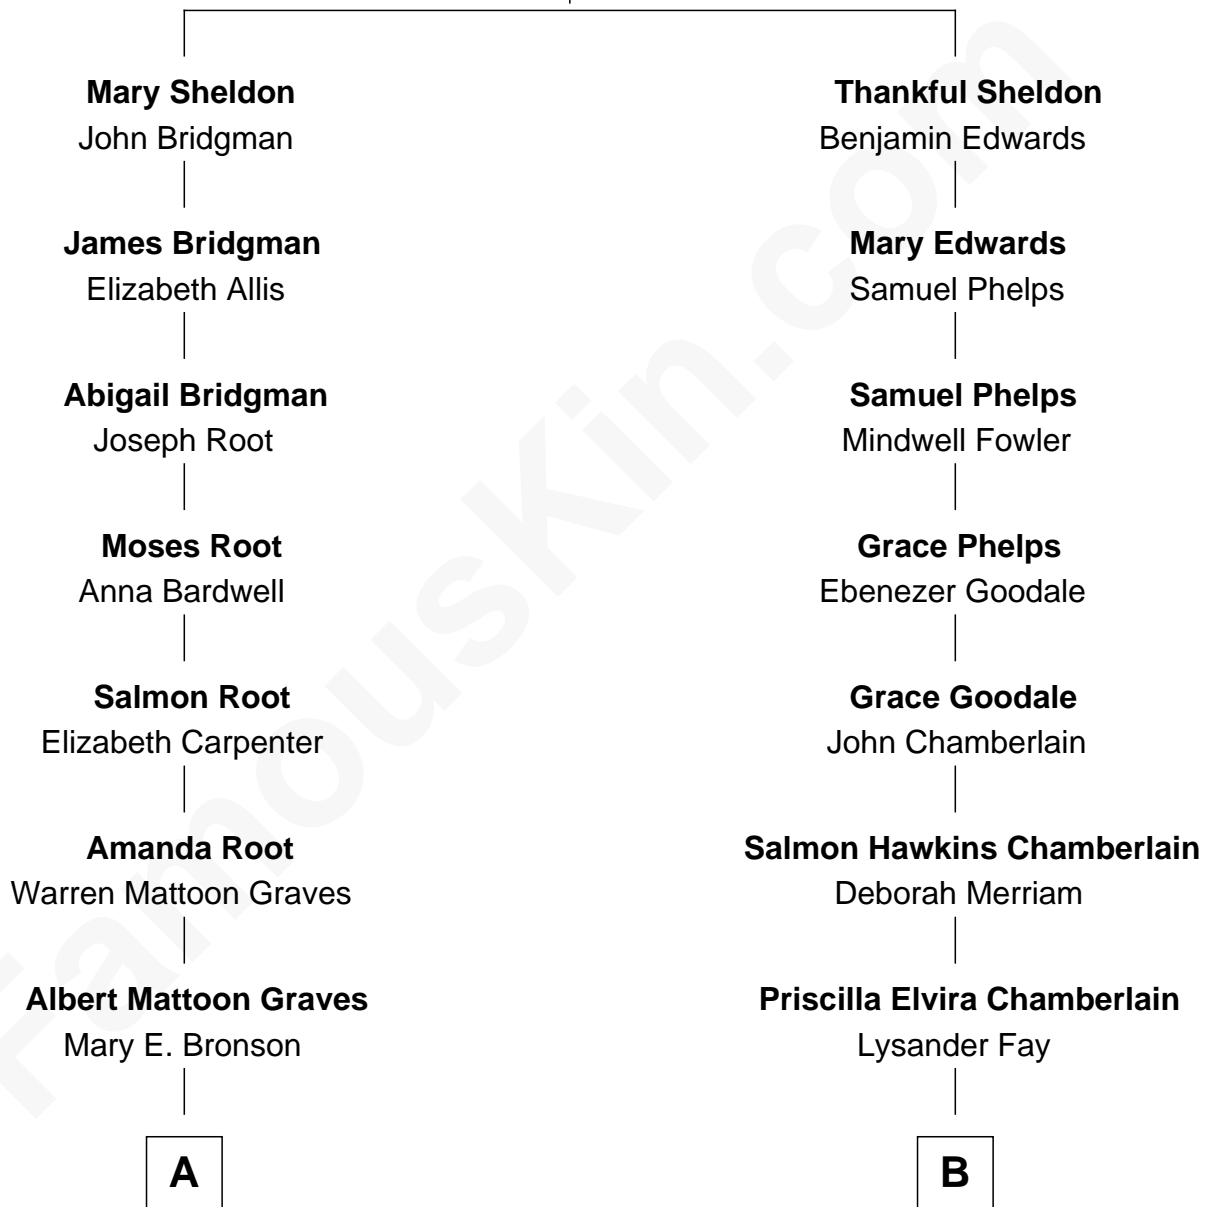 Mary Sheldon
John Bridgman
James Bridgman
Elizabeth Allis
Abigail Bridgman
Joseph Root
Moses Root
Anna Bardwell
Salmon Root
Elizabeth Carpenter
Amanda Root
Warren Mattoon Graves
Albert Mattoon Graves
Mary E. Bronson
A
Thankful Sheldon
Benjamin Edwards
Mary Edwards
Samuel Phelps
Samuel Phelps
Mindwell Fowler
Grace Phelps
Ebenezer Goodale
Grace Goodale
John Chamberlain
Salmon Hawkins Chamberlain
Deborah Merriam
Priscilla Elvira Chamberlain
Lysander Fay
B
FamousKin.com